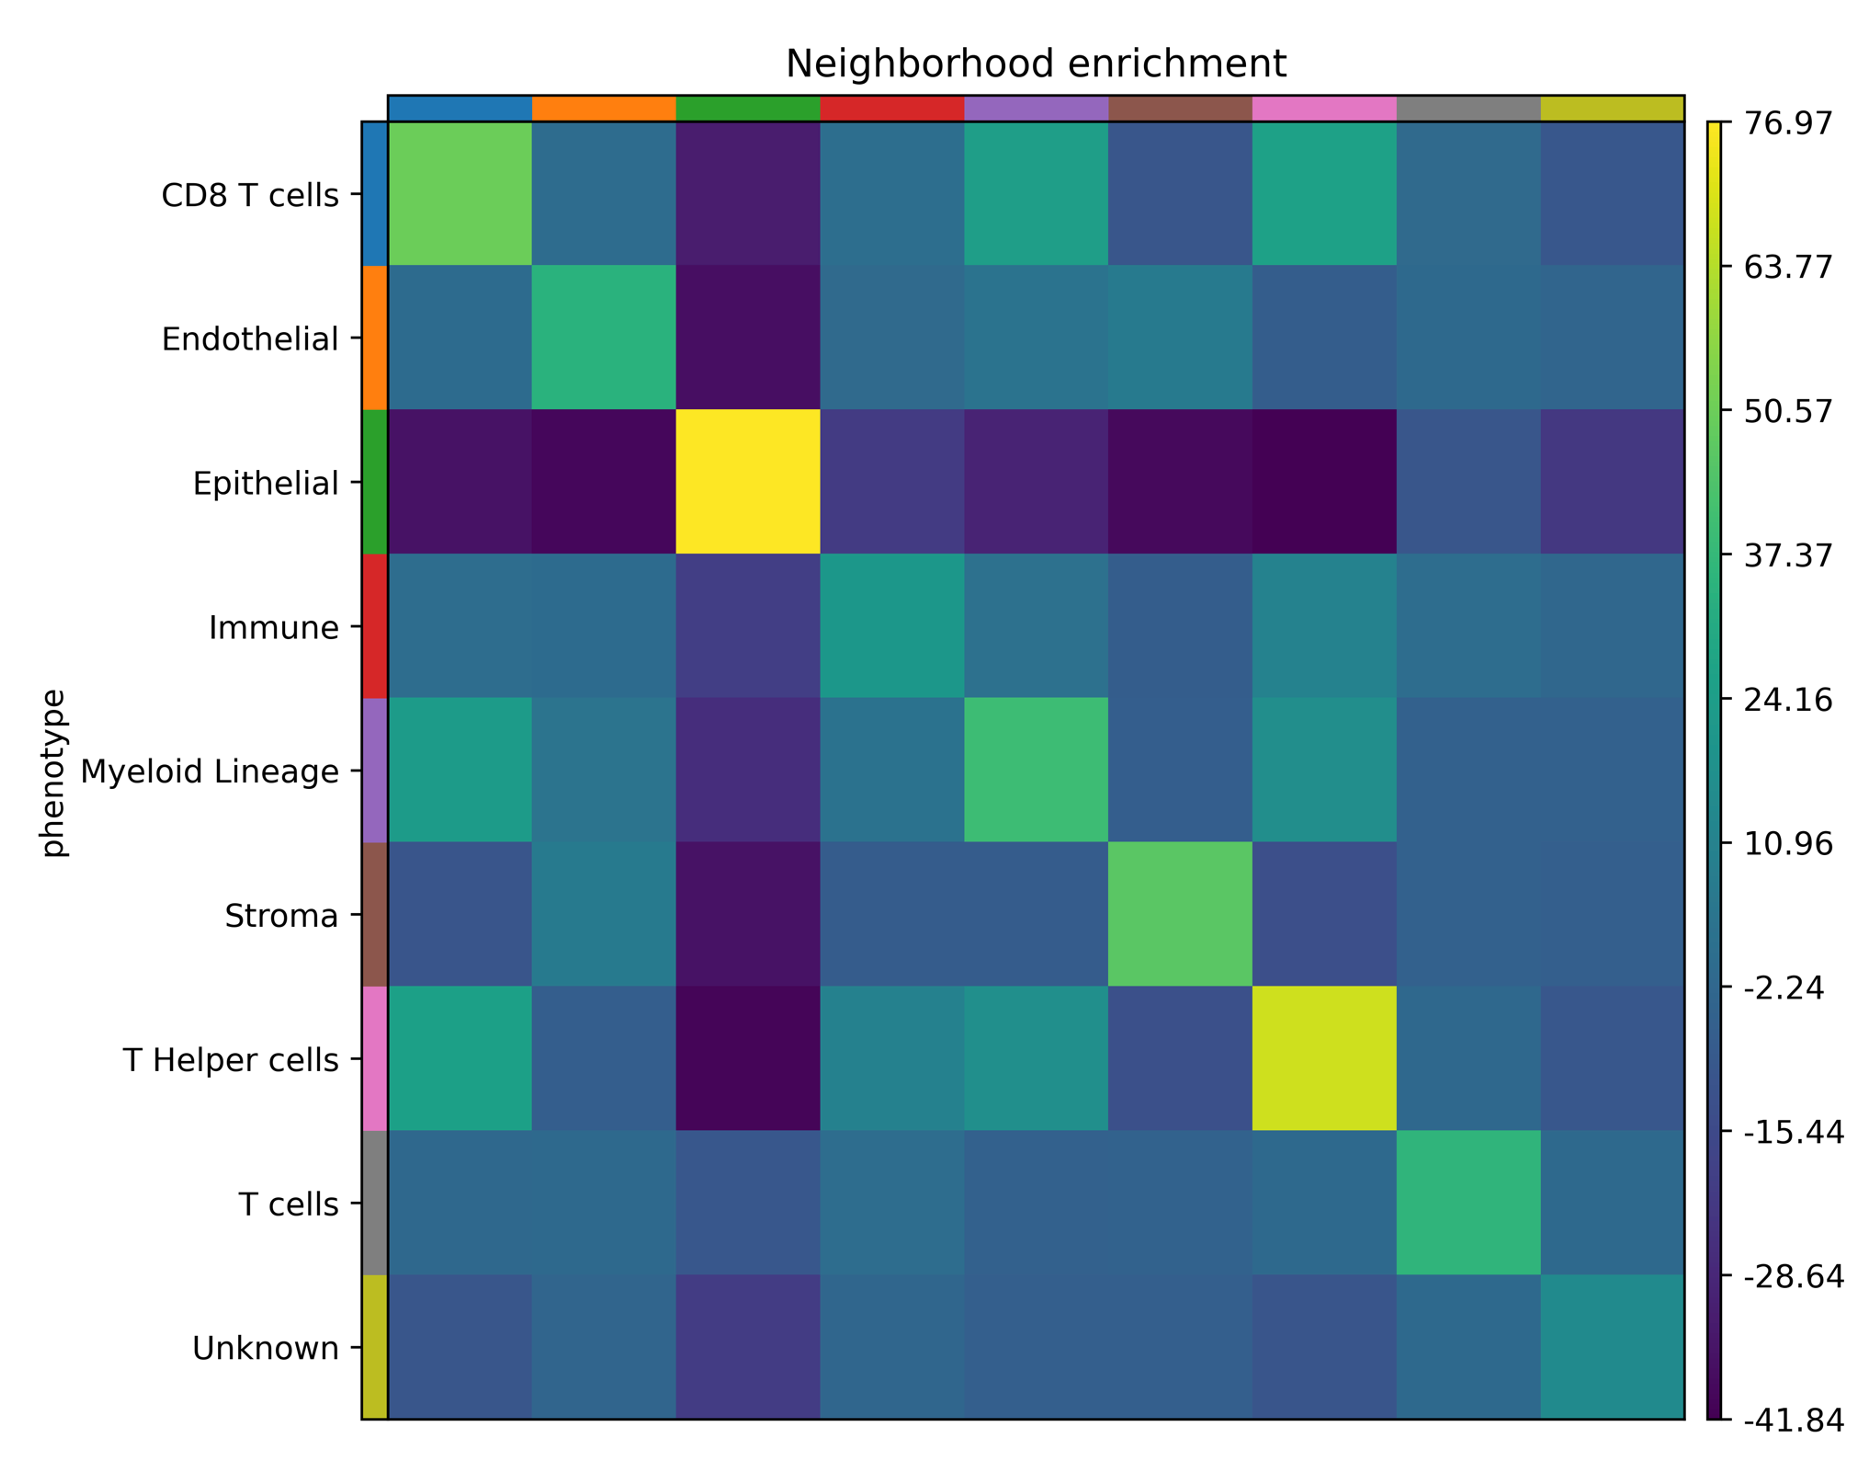 Neighborhood enrichment
phenotype
CD8 T cells
Endothelial
Epithelial
Immune
Myeloid Lineage
Stroma
T Helper cells
T cells
Unknown
76.97
63.77
50.57
37.37
24.16
10.96
-2.24
-15.44
-28.64
-41.84